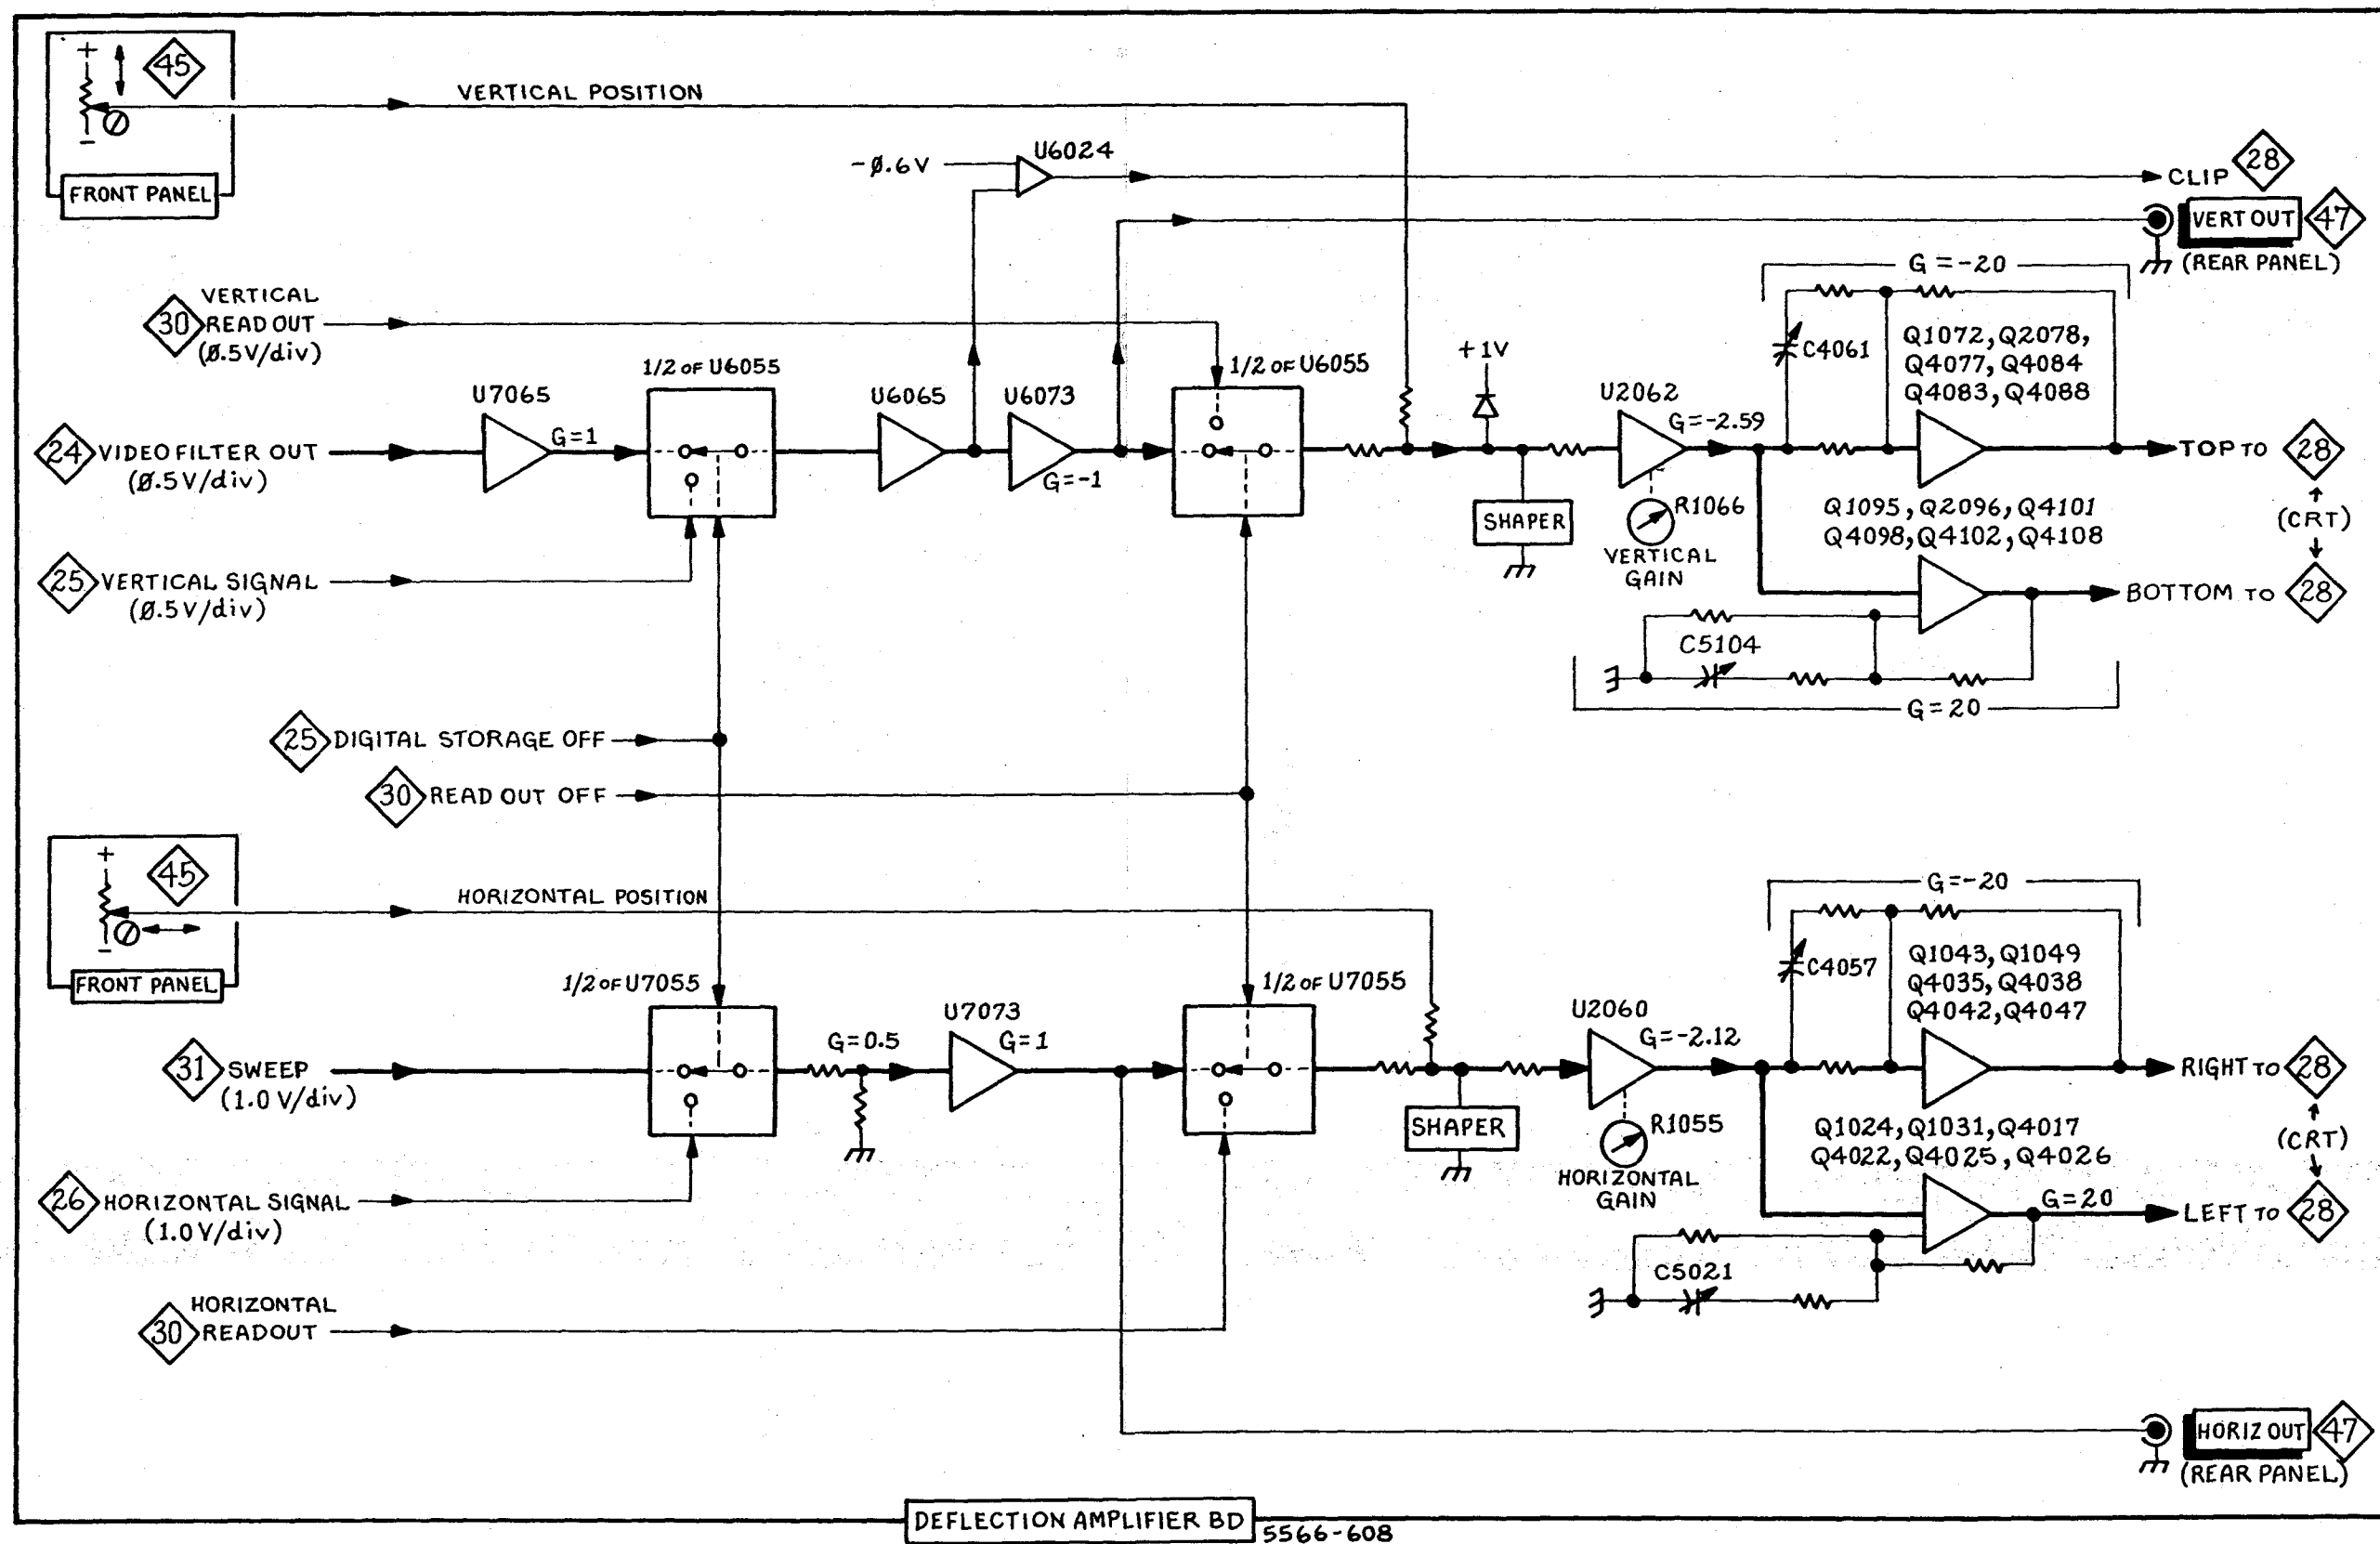 +
45
-
FRONT PANEL
VERTICAL POSITION
-Ø.6V
U6024
CLIP 28
VERT OUT 47
(REAR PANEL)
30 VERTICAL
READ OUT
(Ø.5V/div)
G=-20
C4061
Q1072, Q2078,
Q4077, Q4084
Q4083, Q4088
24 VIDEO FILTER OUT
(Ø.5V/div)
U7065
G=1
1/2 OF U6055
U6065
U6073
G=-1
1/2 OF U6055
+1V
SHAPER
U2062
G=-2.59
R1066
VERTICAL
GAIN
TOP TO 28
(CRT)
Q1095, Q2096, Q4101
Q4098, Q4102, Q4108
BOTTOM TO 28
C5104
G=20
25 VERTICAL SIGNAL
(Ø.5V/div)
25 DIGITAL STORAGE OFF
30 READ OUT OFF
+
45
-
FRONT PANEL
HORIZONTAL POSITION
G=-20
C4057
Q1043, Q1049
Q4035, Q4038
Q4042, Q4047
31 SWEEP
(1.0 V/div)
1/2 OF U7055
G=0.5
U7073
G=1
1/2 OF U7055
SHAPER
U2060
G=-2.12
R1055
HORIZONTAL
GAIN
RIGHT TO 28
(CRT)
Q1024, Q1031, Q4017
Q4022, Q4025, Q4026
G=20
LEFT TO 28
C5021
26 HORIZONTAL SIGNAL
(1.0V/div)
30 HORIZONTAL
READOUT
HORIZ OUT 47
(REAR PANEL)
DEFLECTION AMPLIFIER BD
5566-608